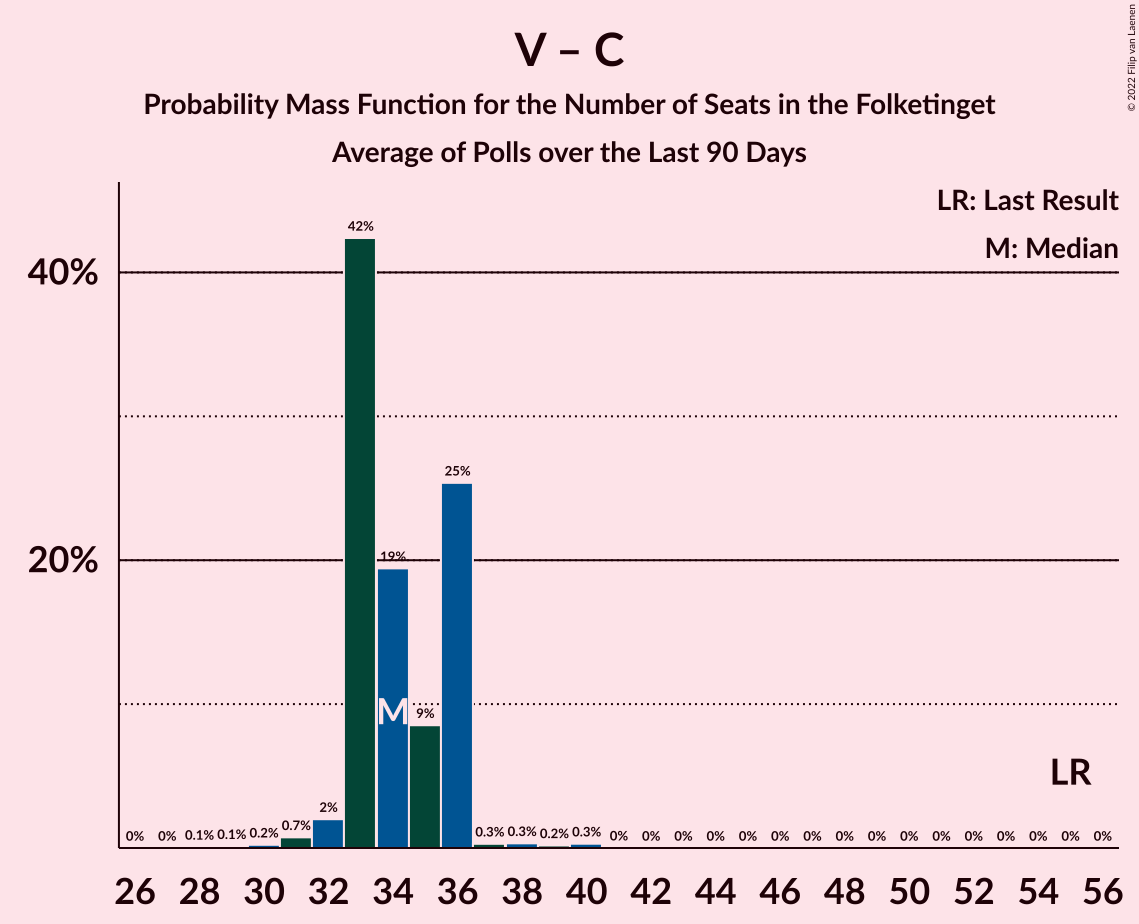 V – C
Probability Mass Function for the Number of Seats in the Folketinget
Average of Polls over the Last 90 Days
© 2022 Filip van Laenen
LR: Last Result
M: Median
40%
20%
0% 0% 0.1% 0.1% 0.2% 0.7% 2% 42% 19% 9% 25% 0.3% 0.3% 0.2% 0.3% 0% 0% 0% 0% 0% 0% 0% 0% 0% 0% 0% 0% 0% 0% 0% 0%
M
LR
26 28 30 32 34 36 38 40 42 44 46 48 50 52 54 56